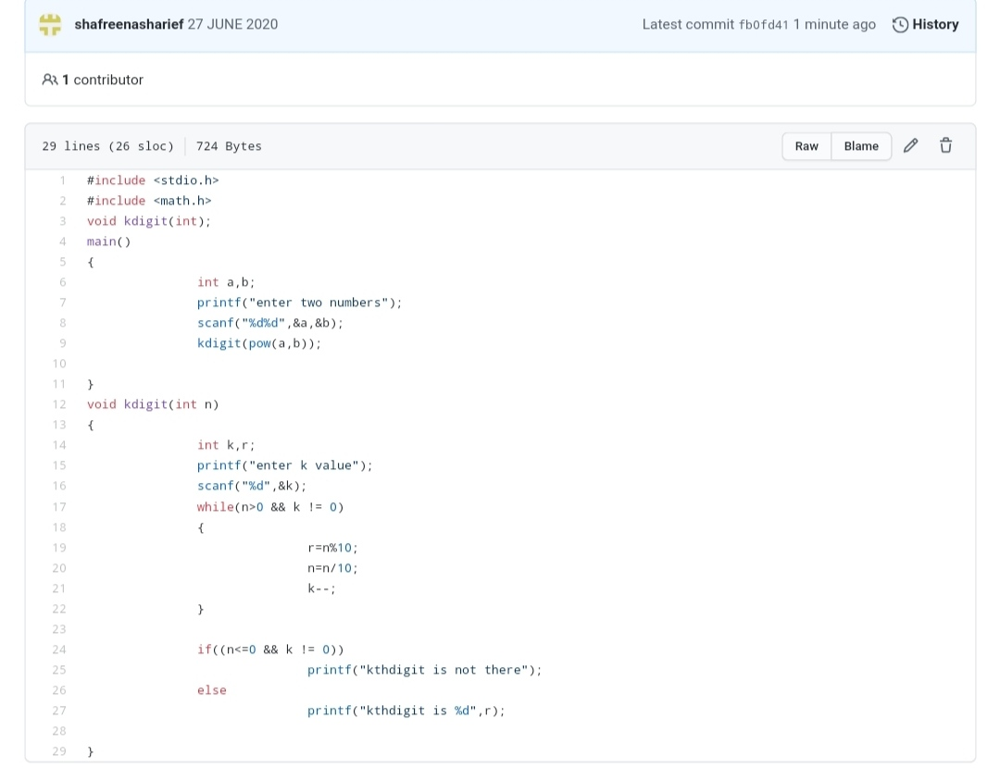 shafreenasharief 27 JUNE 2020 Latest commit fb0fd41 1 minute ago History
1 contributor
29 lines (26 sloc) 724 Bytes Raw Blame
1 #include <stdio.h>
2 #include <math.h>
3 void kdigit(int);
4 main()
5 {
6 int a,b;
7 printf("enter two numbers");
8 scanf("%d%d",&a,&b);
9 kdigit(pow(a,b));
10
11 }
12 void kdigit(int n)
13 {
14 int k,r;
15 printf("enter k value");
16 scanf("%d",&k);
17 while(n>0 && k != 0)
18 {
19 r=n%10;
20 n=n/10;
21 k--;
22 }
23
24 if((n<=0 && k != 0))
25 printf("kthdigit is not there");
26 else
27 printf("kthdigit is %d",r);
28
29 }